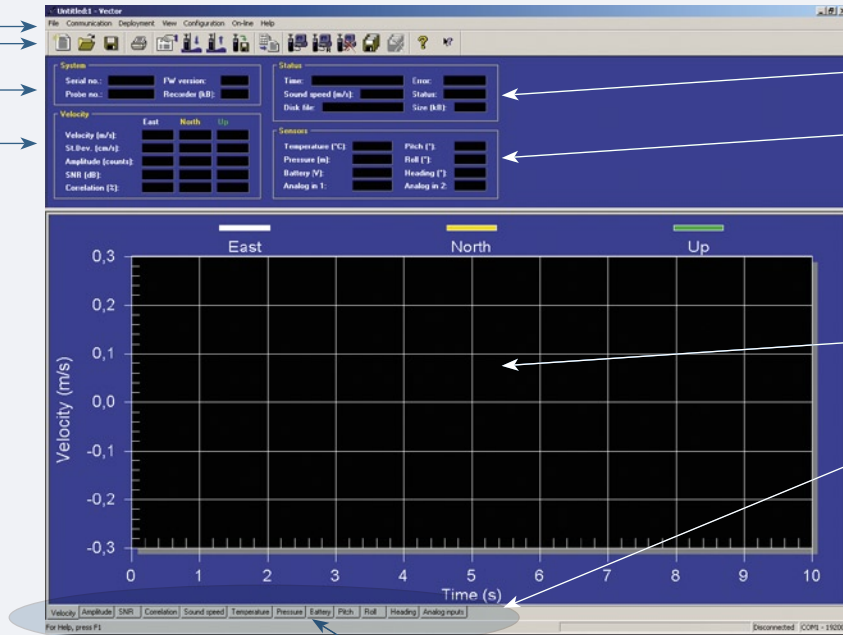 Untitled:1 - Vector
File Communication Deployment View Configuration On-line Help
System
Serial no.: FW version:
Probe no.: Recorder (kB):
Status
Time: Error:
Sound speed (m/s): Status:
Disk file: Size (kB):
Velocity
East North Up
Velocity (m/s):
St.Dev. (cm/s):
Amplitude (counts):
SNR (dB):
Correlation (%):
Sensors
Temperature (°C): Pitch (°):
Pressure (m): Roll (°):
Battery (V): Heading (°):
Analog in 1: Analog in 2:
East North Up
Velocity (m/s)
0,3
0,2
0,1
0,0
-0,1
-0,2
-0,3
0 1 2 3 4 5 6 7 8 9 10
Time (s)
Velocity Amplitude SNR Correlation Sound speed Temperature Pressure Battery Pitch Roll Heading Analog inputs
For Help, press F1
Disconnected COM1 - 19200